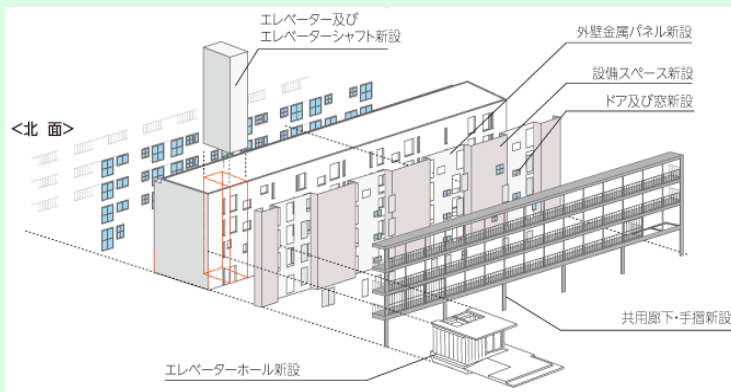 エレベーター及び
エレベーターシャフト新設
外壁金属パネル新設
設備スペース新設
ドア及び窓新設
<北 面>
共用廊下・手摺新設
エレベーターホール新設